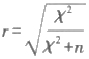 r = √(χ² / (χ² + n))